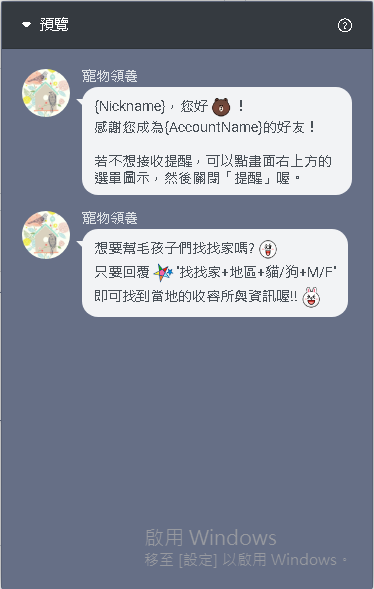 預覽
寵物領養
{Nickname}，您好！
感謝您成為{AccountName}的好友！
若不想接收提醒，可以點畫面右上方的
選單圖示，然後關閉「提醒」喔。
寵物領養
想要幫毛孩子們找找家嗎?
只要回覆 "找找家+地區+貓/狗+M/F"
即可找到當地的收容所與資訊喔!!
啟用 Windows
移至 [設定] 以啟用 Windows。